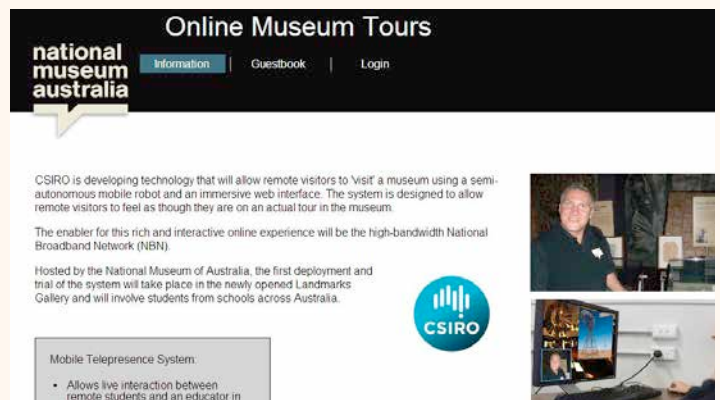 Online Museum Tours
national
museum
australia
Information | Guestbook | Login
CSIRO is developing technology that will allow remote visitors to 'visit' a museum using a semi-
autonomous mobile robot and an immersive web interface. The system is designed to allow
remote visitors to feel as though they are on an actual tour in the museum.
The enabler for this rich and interactive online experience will be the high-bandwidth National
Broadband Network (NBN).
Hosted by the National Museum of Australia, the first deployment and
trial of the system will take place in the newly opened Landmarks
Gallery and will involve students from schools across Australia.
CSIRO
Mobile Telepresence System:
• Allows live interaction between
remote students and an educator in